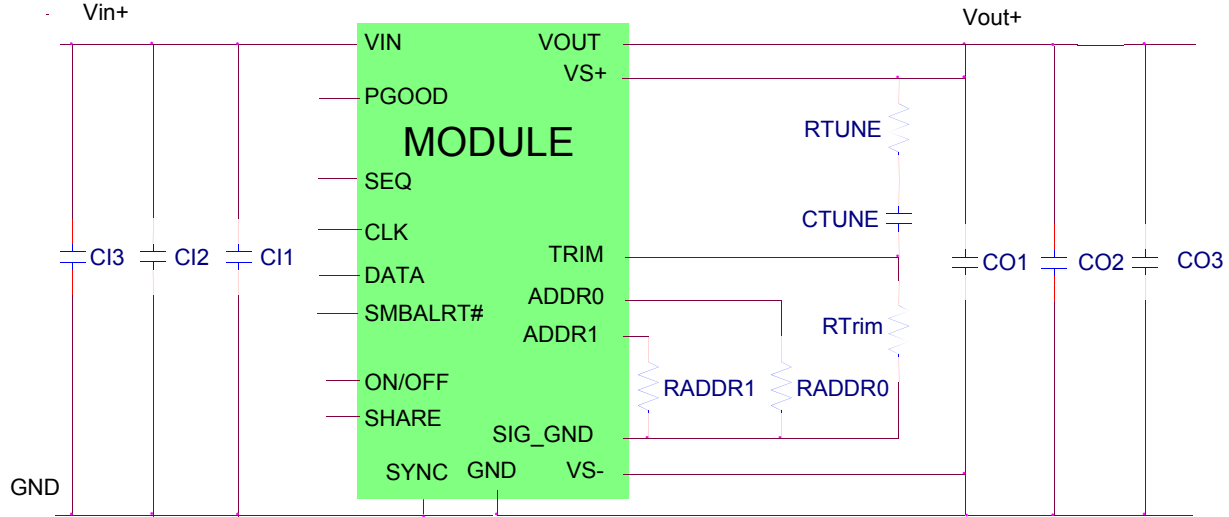 Vin+
Vout+
VIN
VOUT
VS+
PGOOD
RTUNE
MODULE
SEQ
CTUNE
CLK
TRIM
CI3
CI2
CI1
CO1
CO2
CO3
DATA
ADDR0
SMBALRT#
ADDR1
RTrim
ON/OFF
RADDR1
RADDR0
SHARE
SIG_GND
SYNC
GND
VS-
GND